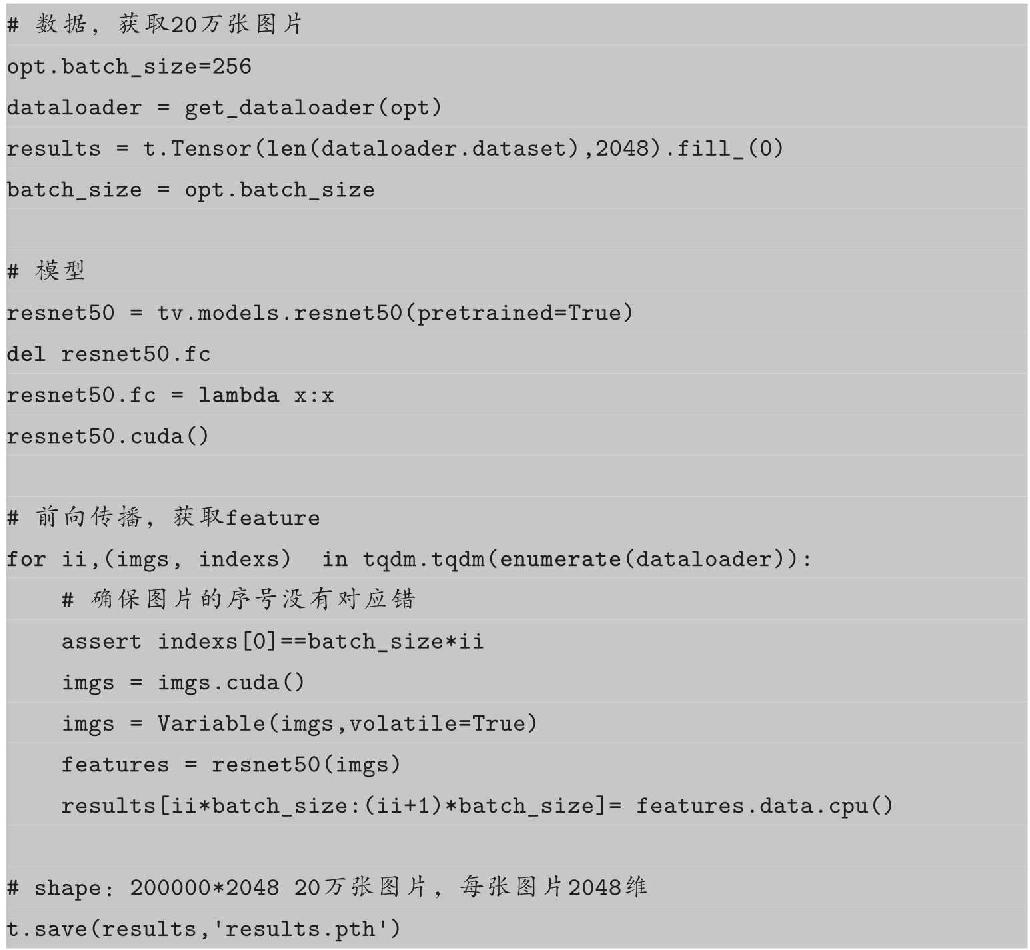 # 数据，获取20万张图片
opt.batch_size=256
dataloader = get_dataloader(opt)
results = t.Tensor(len(dataloader.dataset),2048).fill_(0)
batch_size = opt.batch_size

# 模型
resnet50 = tv.models.resnet50(pretrained=True)
del resnet50.fc
resnet50.fc = lambda x:x
resnet50.cuda()

# 前向传播，获取feature
for ii,(imgs, indexs)  in tqdm.tqdm(enumerate(dataloader)):
    # 确保图片的序号没有对应错
    assert indexs[0]==batch_size*ii
    imgs = imgs.cuda()
    imgs = Variable(imgs,volatile=True)
    features = resnet50(imgs)
    results[ii*batch_size:(ii+1)*batch_size]= features.data.cpu()

# shape: 200000*2048 20万张图片，每张图片2048维
t.save(results,'results.pth')